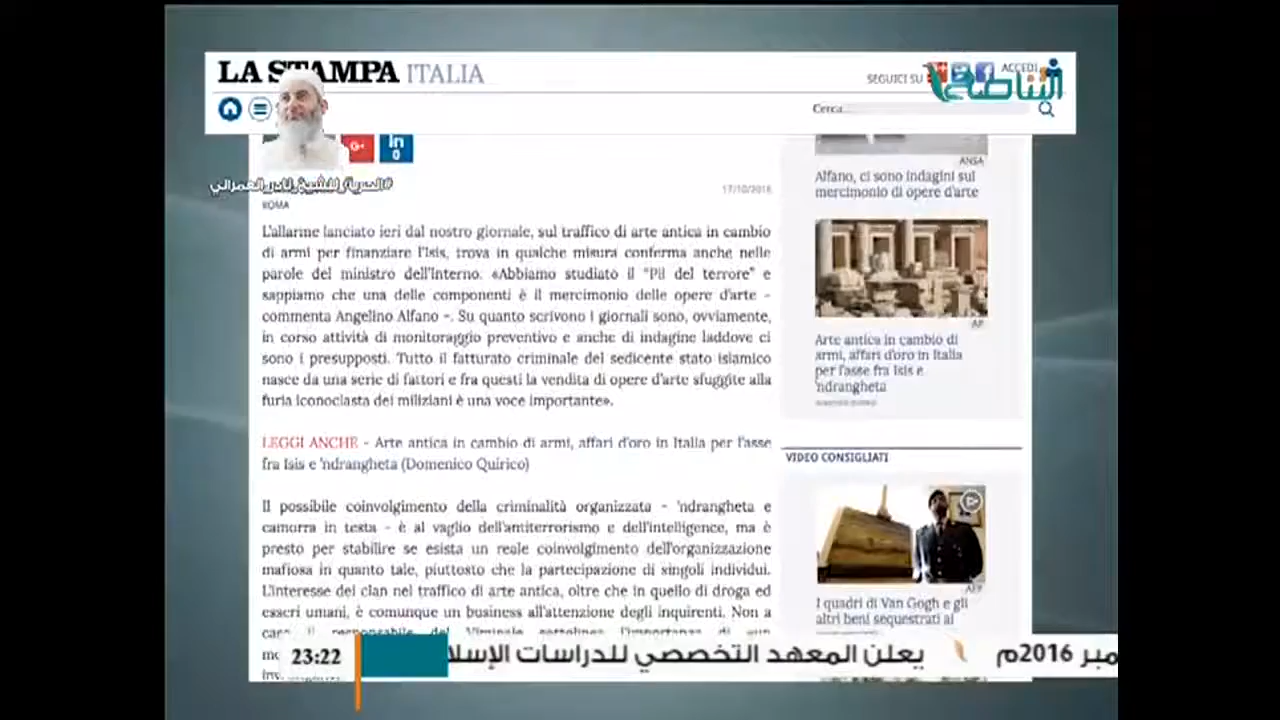 LA STAMPA ITALIA
SEGUICI SU
ACCEDI
التناصح
Cerca...
G+
in
0
#الحرية_للشيخ_نادر_العمراني
17/10/2016
ROMA
L'allarme lanciato ieri dal nostro giornale, sul traffico di arte antica in cambio
di armi per finanziare l'Isis, trova in qualche misura conferma anche nelle
parole del ministro dell'Interno. «Abbiamo studiato il "Pil del terrore" e
sappiamo che una delle componenti è il mercimonio delle opere d'arte -
commenta Angelino Alfano -. Su quanto scrivono i giornali sono, ovviamente,
in corso attività di monitoraggio preventivo e anche di indagine laddove ci
sono i presupposti. Tutto il fatturato criminale del sedicente stato islamico
nasce da una serie di fattori e fra questi la vendita di opere d'arte sfuggite alla
furia iconoclasta dei miliziani è una voce importante».
LEGGI ANCHE - Arte antica in cambio di armi, affari d'oro in Italia per l'asse
fra Isis e 'ndrangheta (Domenico Quirico)
Il possibile coinvolgimento della criminalità organizzata - 'ndrangheta e
camorra in testa - è al vaglio dell'antiterrorismo e dell'intelligence, ma è
presto per stabilire se esista un reale coinvolgimento dell'organizzazione
mafiosa in quanto tale, piuttosto che la partecipazione di singoli individui.
L'interesse dei clan nel traffico di arte antica, oltre che in quello di droga ed
esseri umani, è comunque un business all'attenzione degli inquirenti. Non a
caso il responsabile del Viminale sottolinea l'importanza di un
ANSA
Alfano, ci sono indagini sul
mercimonio di opere d'arte
AP
Arte antica in cambio di
armi, affari d'oro in Italia
per l'asse fra Isis e
'ndrangheta
VIDEO CONSIGLIATI
AFP
I quadri di Van Gogh e gli
altri beni sequestrati ai
23:22
مبر 2016م
يعلن المعهد التخصصي للدراسات الإسلا